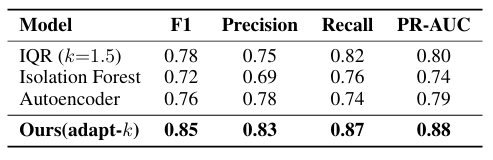 Model F1 Precision Recall PR-AUC
IQR (k=1.5) 0.78 0.75 0.82 0.80
Isolation Forest 0.72 0.69 0.76 0.74
Autoencoder 0.76 0.78 0.74 0.79
Ours(adapt-k) 0.85 0.83 0.87 0.88